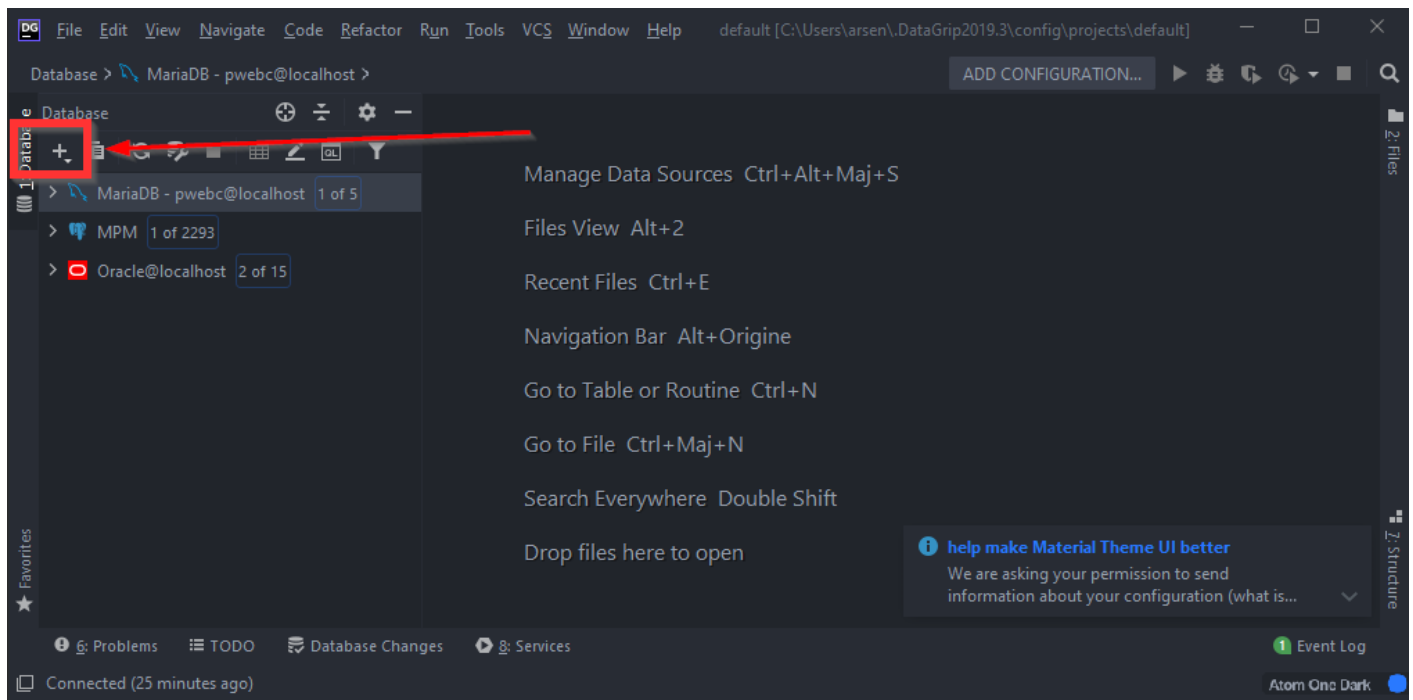 DG File Edit View Navigate Code Refactor Run Tools VCS Window Help default [C:\Users\arsen\.DataGrip2019.3\config\projects\default]
Database > MariaDB - pwebc@localhost >
ADD CONFIGURATION...
1: Database
Database
QL
MariaDB - pwebc@localhost 1 of 5
MPM 1 of 2293
Oracle@localhost 2 of 15
Manage Data Sources Ctrl+Alt+Maj+S
Files View Alt+2
Recent Files Ctrl+E
Navigation Bar Alt+Origine
Go to Table or Routine Ctrl+N
Go to File Ctrl+Maj+N
Search Everywhere Double Shift
Drop files here to open
help make Material Theme UI better
We are asking your permission to send
information about your configuration (what is...
2: Files
7: Structure
Favorites
6: Problems TODO Database Changes 8: Services 1 Event Log
Connected (25 minutes ago) Atom One Dark